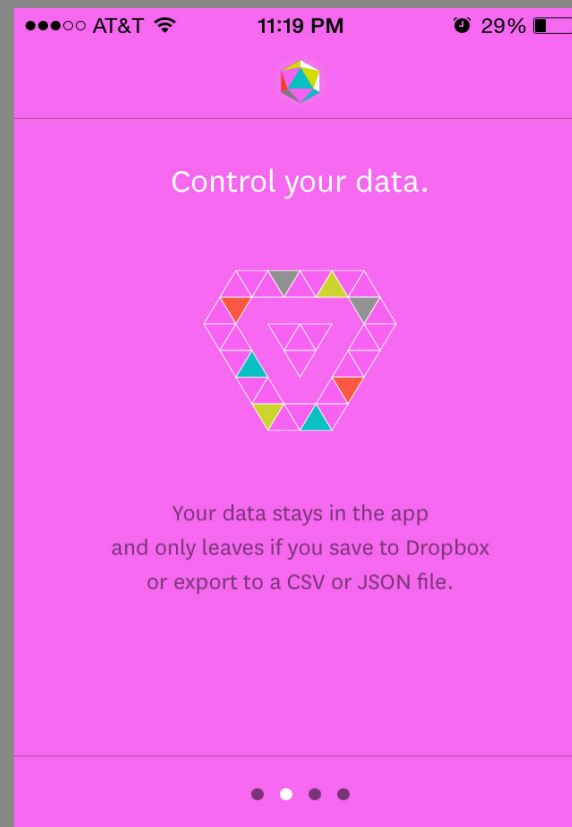 AT&T 11:19 PM 29%
Control your data.
Your data stays in the app
and only leaves if you save to Dropbox
or export to a CSV or JSON file.